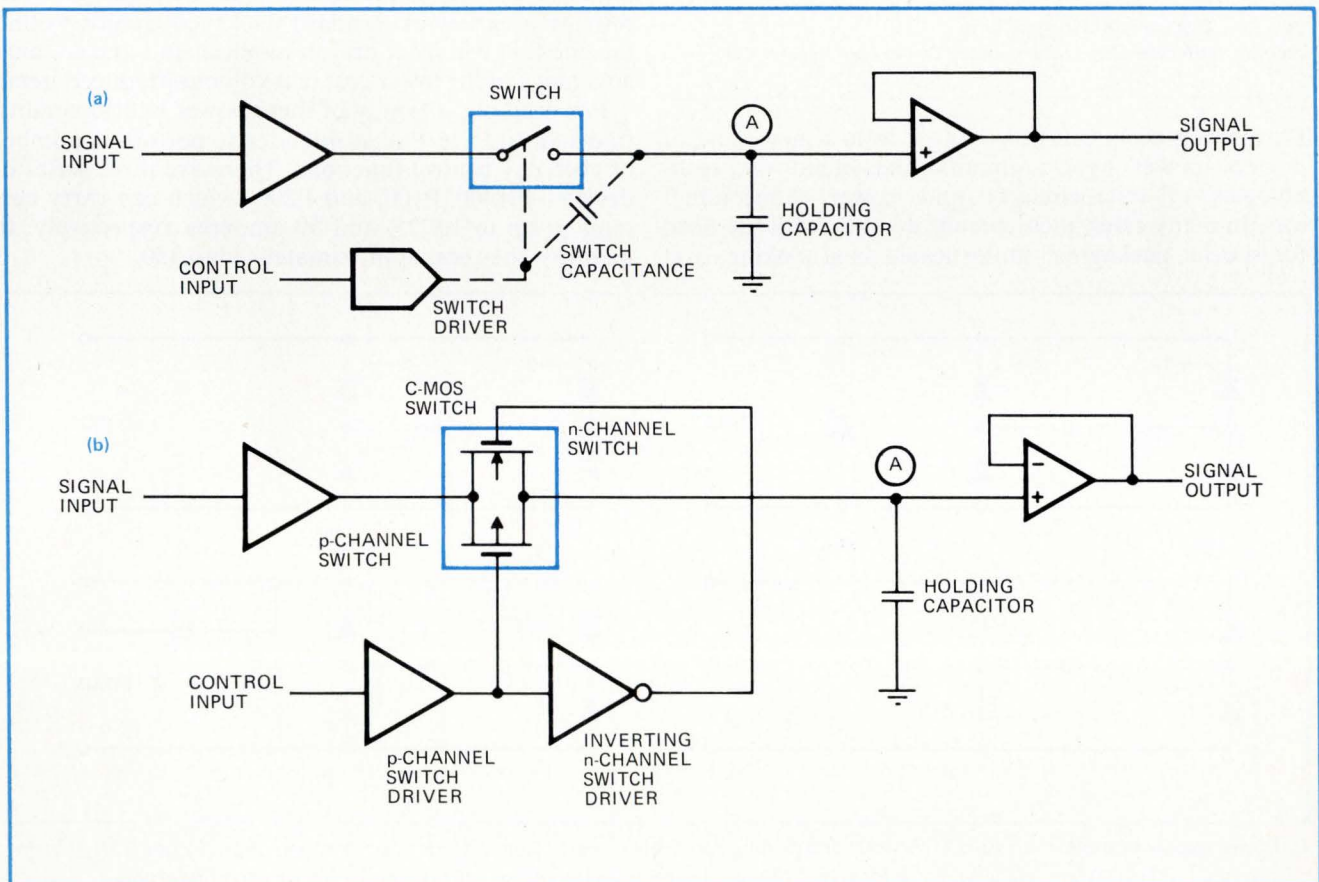 (a)
SIGNAL
INPUT
SWITCH
A
-
+
SIGNAL
OUTPUT
HOLDING
CAPACITOR
SWITCH
CAPACITANCE
CONTROL
INPUT
SWITCH
DRIVER
(b)
C-MOS
SWITCH
n-CHANNEL
SWITCH
SIGNAL
INPUT
p-CHANNEL
SWITCH
A
-
+
SIGNAL
OUTPUT
HOLDING
CAPACITOR
CONTROL
INPUT
p-CHANNEL
SWITCH
DRIVER
INVERTING
n-CHANNEL
SWITCH
DRIVER